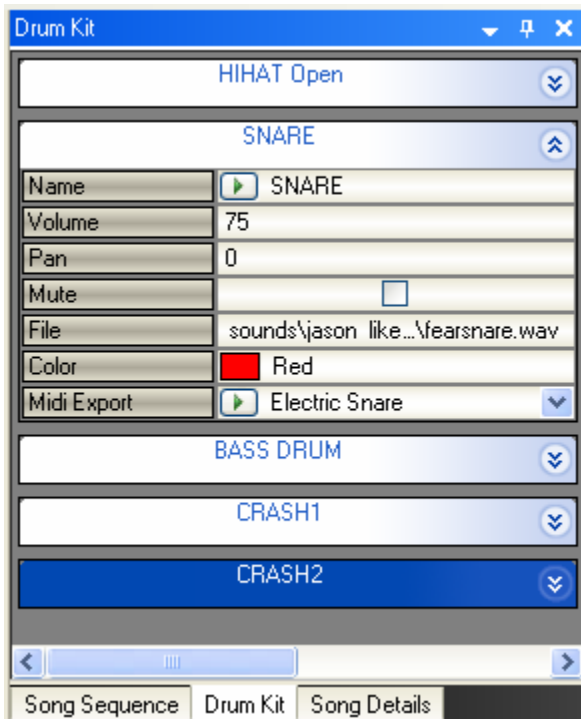 Drum Kit
HIHAT Open
SNARE
Name SNARE
Volume 75
Pan 0
Mute
File sounds\jason like...\fearsnare.wav
Color Red
Midi Export Electric Snare
BASS DRUM
CRASH1
CRASH2
Song Sequence Drum Kit Song Details